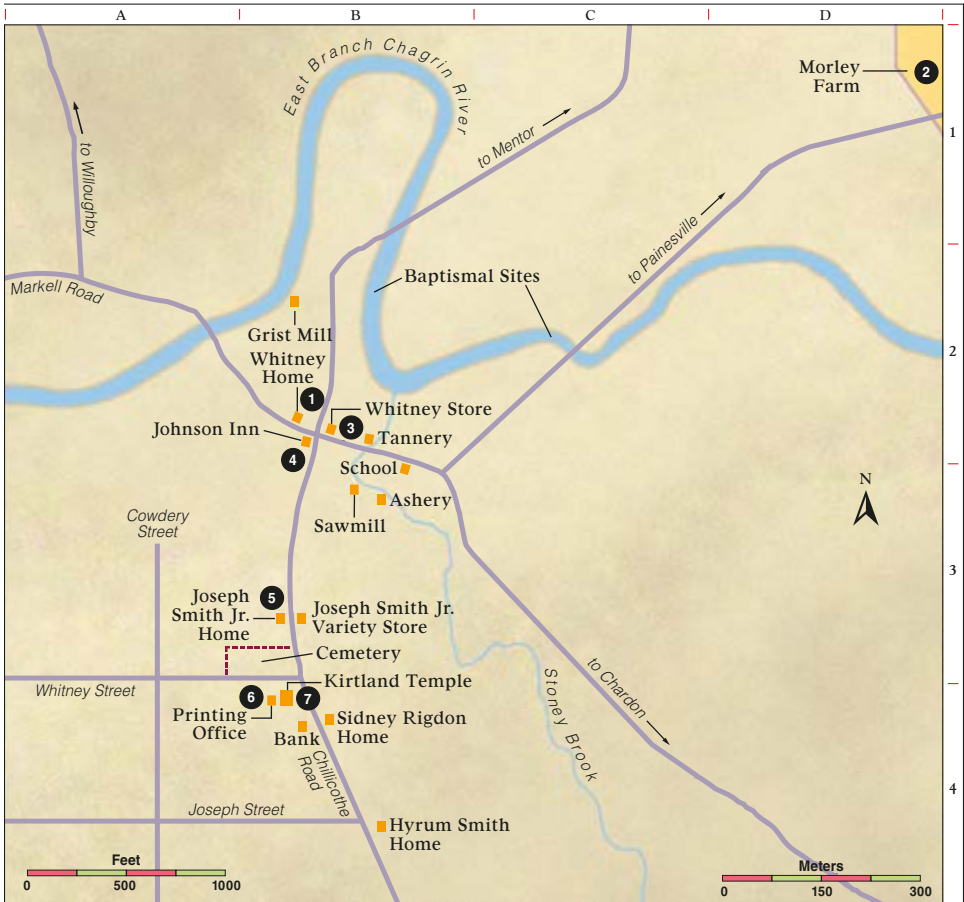 A B C D
East Branch Chagrin River
Morley
Farm
2
1
to Mentor
to Willoughby
to Painesville
Baptismal Sites
Markell Road
Grist Mill
2
Whitney
Home
1
Whitney Store
3
Johnson Inn
Tannery
4
School
Ashery
Sawmill
N
Cowdery
Street
3
Joseph
Smith Jr.
Home
5
Joseph Smith Jr.
Variety Store
Cemetery
to Chardon
Whitney Street
Kirtland Temple
6
7
Printing
Office
Sidney Rigdon
Home
Bank
Chillicothe
Road
Stoney Brook
4
Joseph Street
Hyrum Smith
Home
Feet
0 500 1000
Meters
0 150 300